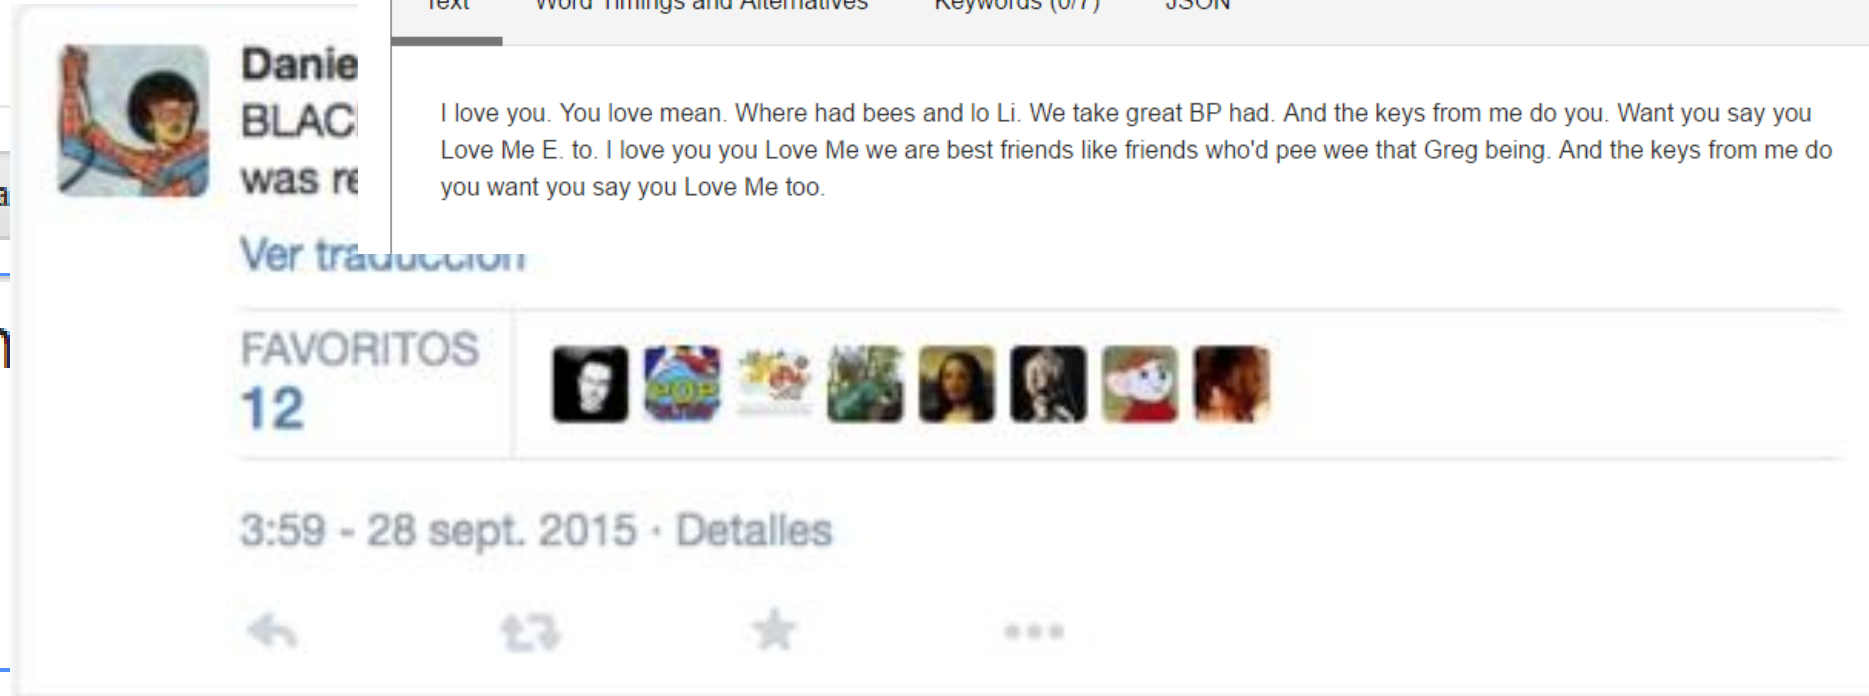 Text Word Timings and Alternatives Keywords (0/7) JSON
I love you. You love mean. Where had bees and lo Li. We take great BP had. And the keys from me do you. Want you say you
Love Me E. to. I love you you Love Me we are best friends like friends who'd pee wee that Greg being. And the keys from me do
you want you say you Love Me too.
Danie
BLAC
was re
Ver traducción
FAVORITOS
12
POP
3:59 - 28 sept. 2015 · Detalles